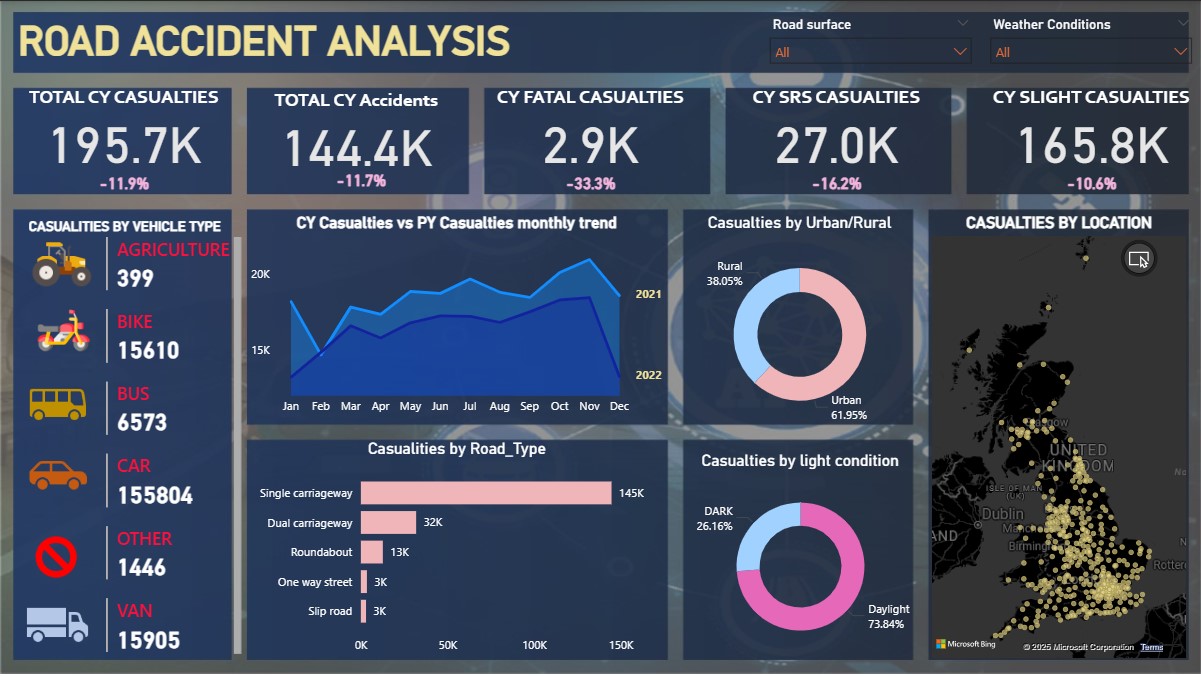 ROAD ACCIDENT ANALYSIS
Road surface
All
Weather Conditions
All
TOTAL CY CASUALTIES
195.7K
-11.9%
TOTAL CY Accidents
144.4K
-11.7%
CY FATAL CASUALTIES
2.9K
-33.3%
CY SRS CASUALTIES
27.0K
-16.2%
CY SLIGHT CASUALTIES
165.8K
-10.6%
CASUALITIES BY VEHICLE TYPE
AGRICULTURE
399
BIKE
15610
BUS
6573
CAR
155804
OTHER
1446
VAN
15905
CY Casualties vs PY Casualties monthly trend
20K
15K
2021
2022
Jan Feb Mar Apr May Jun Jul Aug Sep Oct Nov Dec
Casualties by Road_Type
Single carriageway 145K
Dual carriageway 32K
Roundabout 13K
One way street 3K
Slip road 3K
0K 50K 100K 150K
Casualties by Urban/Rural
Rural
38.05%
Urban
61.95%
Casualties by light condition
DARK
26.16%
Daylight
73.84%
CASUALTIES BY LOCATION
UNITED
KINGDOM
ISLE OF MAN
(UK)
Dublin
Microsoft Bing
© 2025 Microsoft Corporation Terms